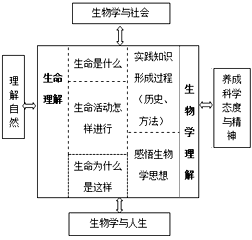 生物学与社会
理解自然
生命
理解
生命是什么
生命活动怎
样进行
生命为什么
是这样
实践知识
形成过程
（历史、
方法）
感悟生物
学思想
生物学理解
养成
科学
态度
与精
神
生物学与人生